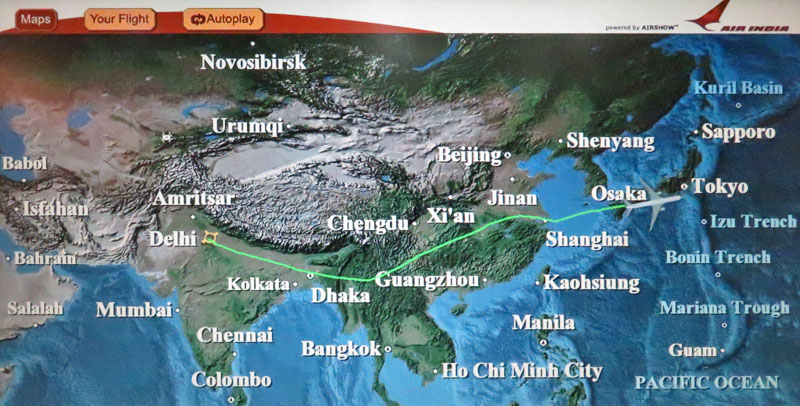 Maps
Your Flight
Autoplay
powered by AIRSHOW™
AIR INDIA
Novosibirsk
Kuril Basin
Urumqi
Sapporo
Shenyang
Beijing
Babol
Amritsar
Jinan
Osaka
Tokyo
Isfahan
Chengdu
Xi'an
Izu Trench
Delhi
Shanghai
Bahrain
Bonin Trench
Kolkata
Dhaka
Guangzhou
Kaohsiung
Salalah
Mumbai
Mariana Trough
Manila
Chennai
Bangkok
Guam
Colombo
Ho Chi Minh City
PACIFIC OCEAN